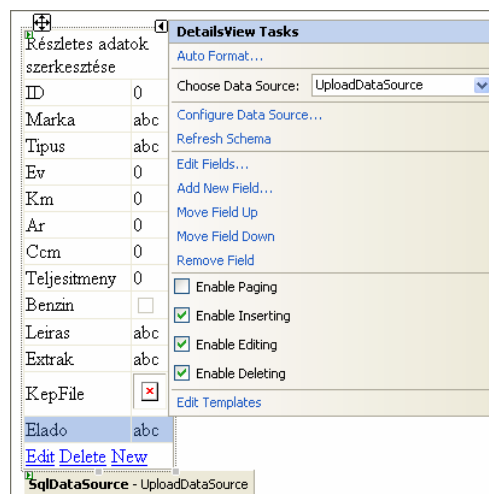 Részletes adatok
szerkesztése
ID 0
Marka abc
Tipus abc
Ev 0
Km 0
Ar 0
Ccm 0
Teljesitmeny 0
Benzin
Leiras abc
Extrak abc
KepFile
Elado abc
Edit Delete New
SqlDataSource - UploadDataSource
DetailsView Tasks
Auto Format...
Choose Data Source: UploadDataSource
Configure Data Source...
Refresh Schema
Edit Fields...
Add New Field...
Move Field Up
Move Field Down
Remove Field
Enable Paging
Enable Inserting
Enable Editing
Enable Deleting
Edit Templates